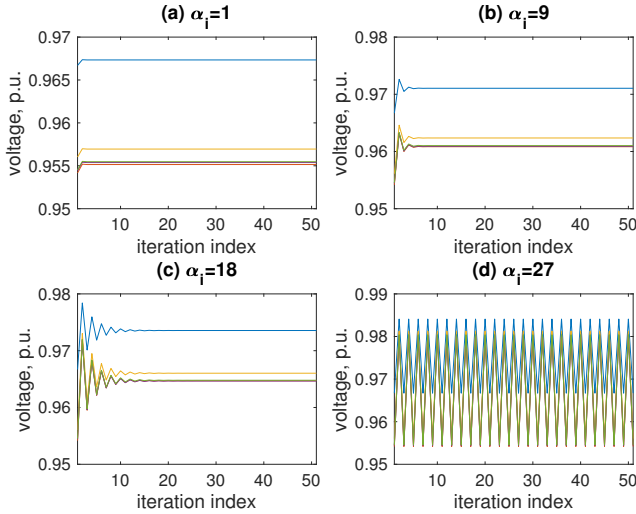 (a) αi=1
0.97
0.965
0.96
0.955
0.95
voltage, p.u.
10 20 30 40 50
iteration index
(b) αi=9
0.98
0.97
0.96
0.95
voltage, p.u.
10 20 30 40 50
iteration index
(c) αi=18
0.98
0.97
0.96
0.95
voltage, p.u.
10 20 30 40 50
iteration index
(d) αi=27
0.99
0.98
0.97
0.96
0.95
voltage, p.u.
10 20 30 40 50
iteration index